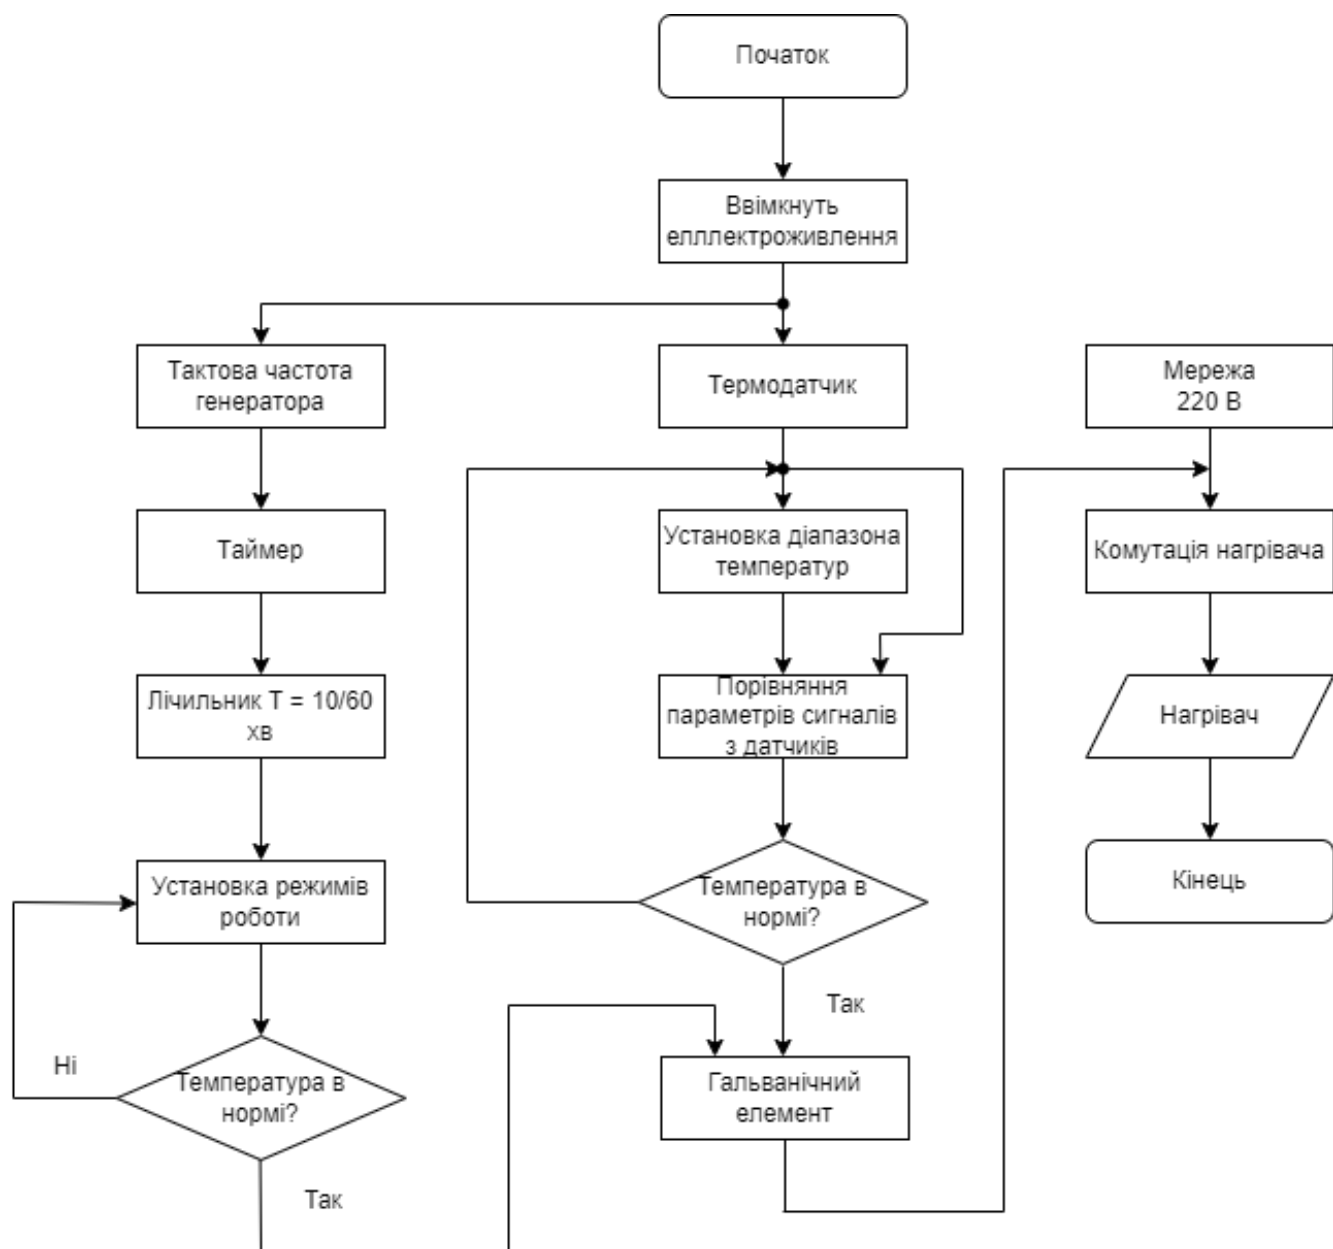 Початок
Ввімкнуть
елллектроживлення
Тактова частота
генератора
Термодатчик
Мережа
220 В
Таймер
Установка діапазона
температур
Комутація нагрівача
Лічильник Т = 10/60
хв
Порівняння
параметрів сигналів
з датчиків
Нагрівач
Установка режимів
роботи
Температура в
нормі?
Кінець
Так
Ні
Температура в
нормі?
Гальванічний
елемент
Так